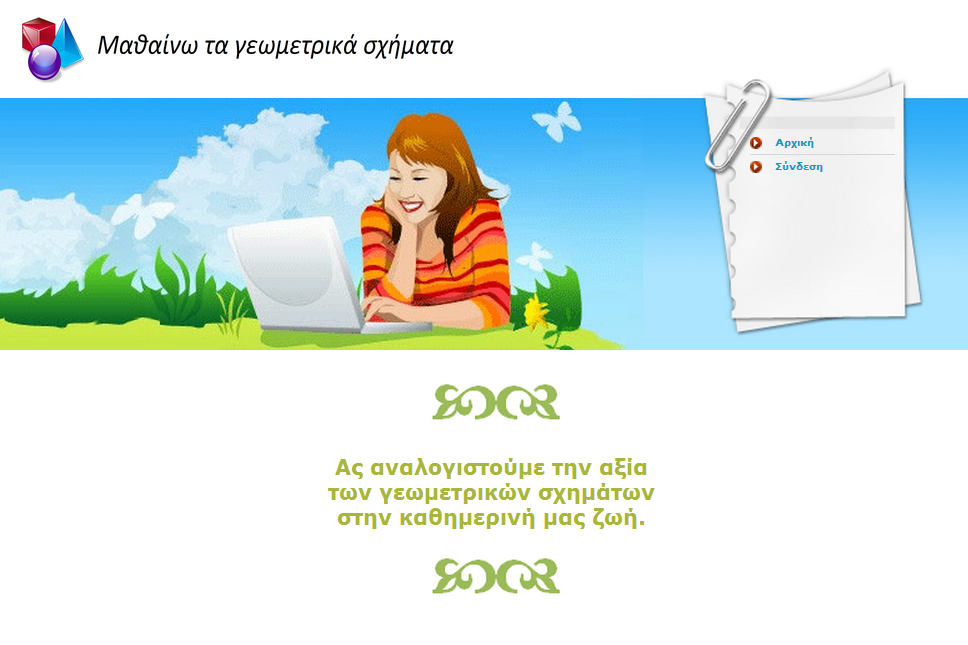 Μαθαίνω τα γεωμετρικά σχήματα
Αρχική
Σύνδεση
Ας αναλογιστούμε την αξία
των γεωμετρικών σχημάτων
στην καθημερινή μας ζωή.